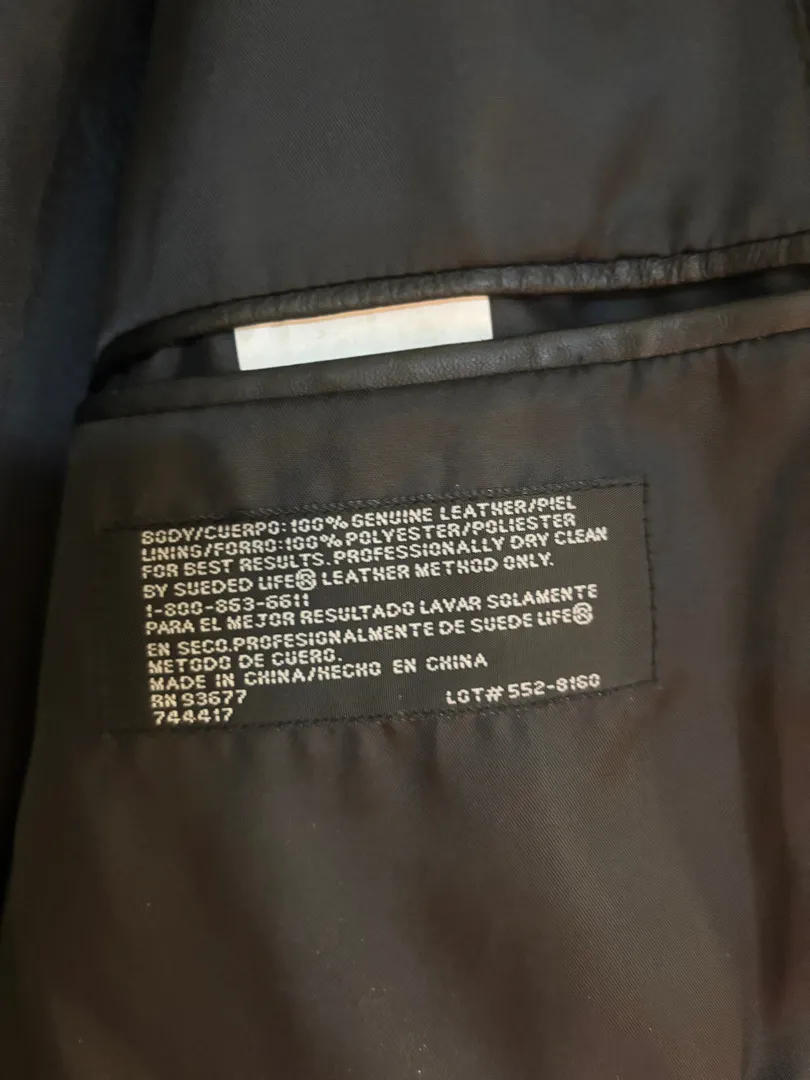 BODY/CUERPO:100% GENUINE LEATHER/PIEL
LINING/FORRO:100% POLYESTER/POLIESTER
FOR BEST RESULTS. PROFESSIONALLY DRY CLEAN
BY SUEDED LIFE® LEATHER METHOD ONLY.
1-800-863-6611
PARA EL MEJOR RESULTADO LAVAR SOLAMENTE
EN SECO.PROFESIONALMENTE DE SUEDE LIFE®
METODO DE CUERO.
MADE IN CHINA/HECHO EN CHINA
RN 93677 LOT# 552-8160
744417